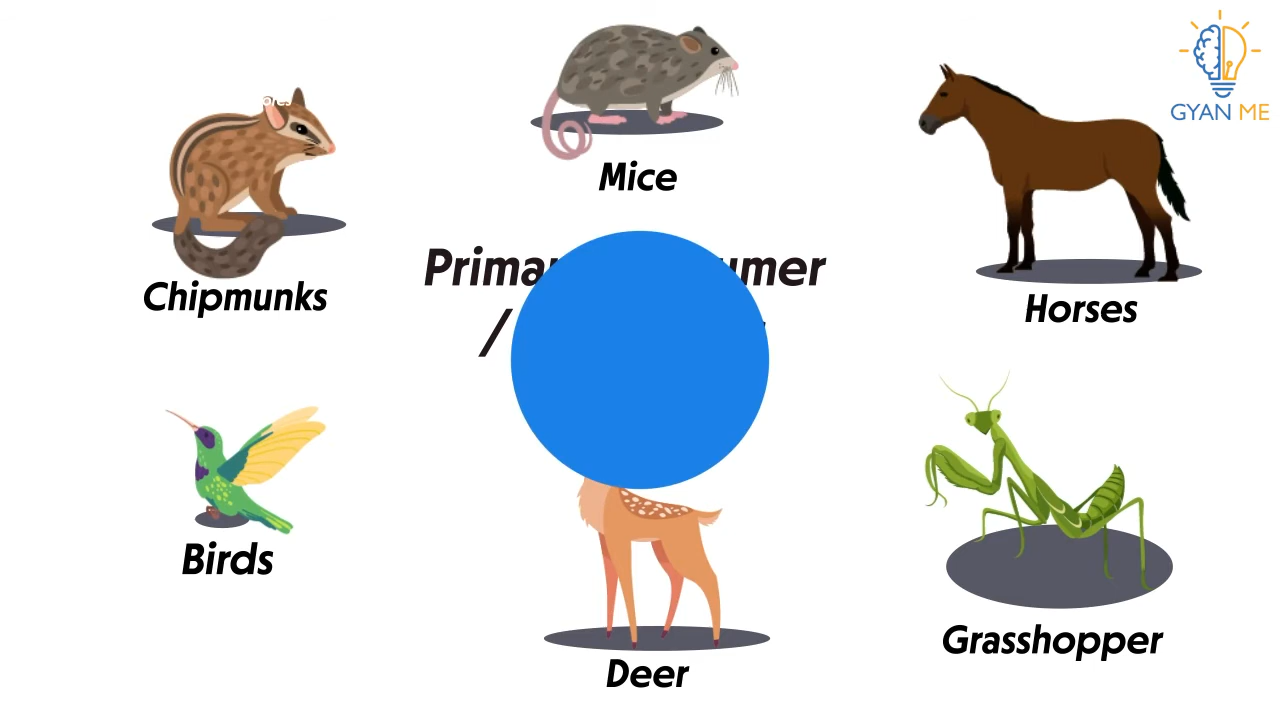 GYAN ME
Mice
Chipmunks
Horses
/
Birds
Grasshopper
Deer